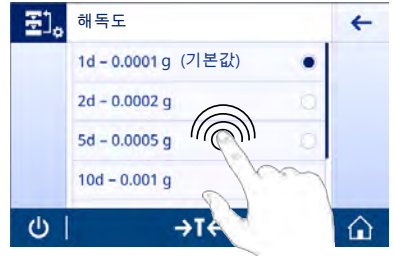 해독도
1d – 0.0001 g (기본값)
2d – 0.0002 g
5d – 0.0005 g
10d – 0.001 g
→T←